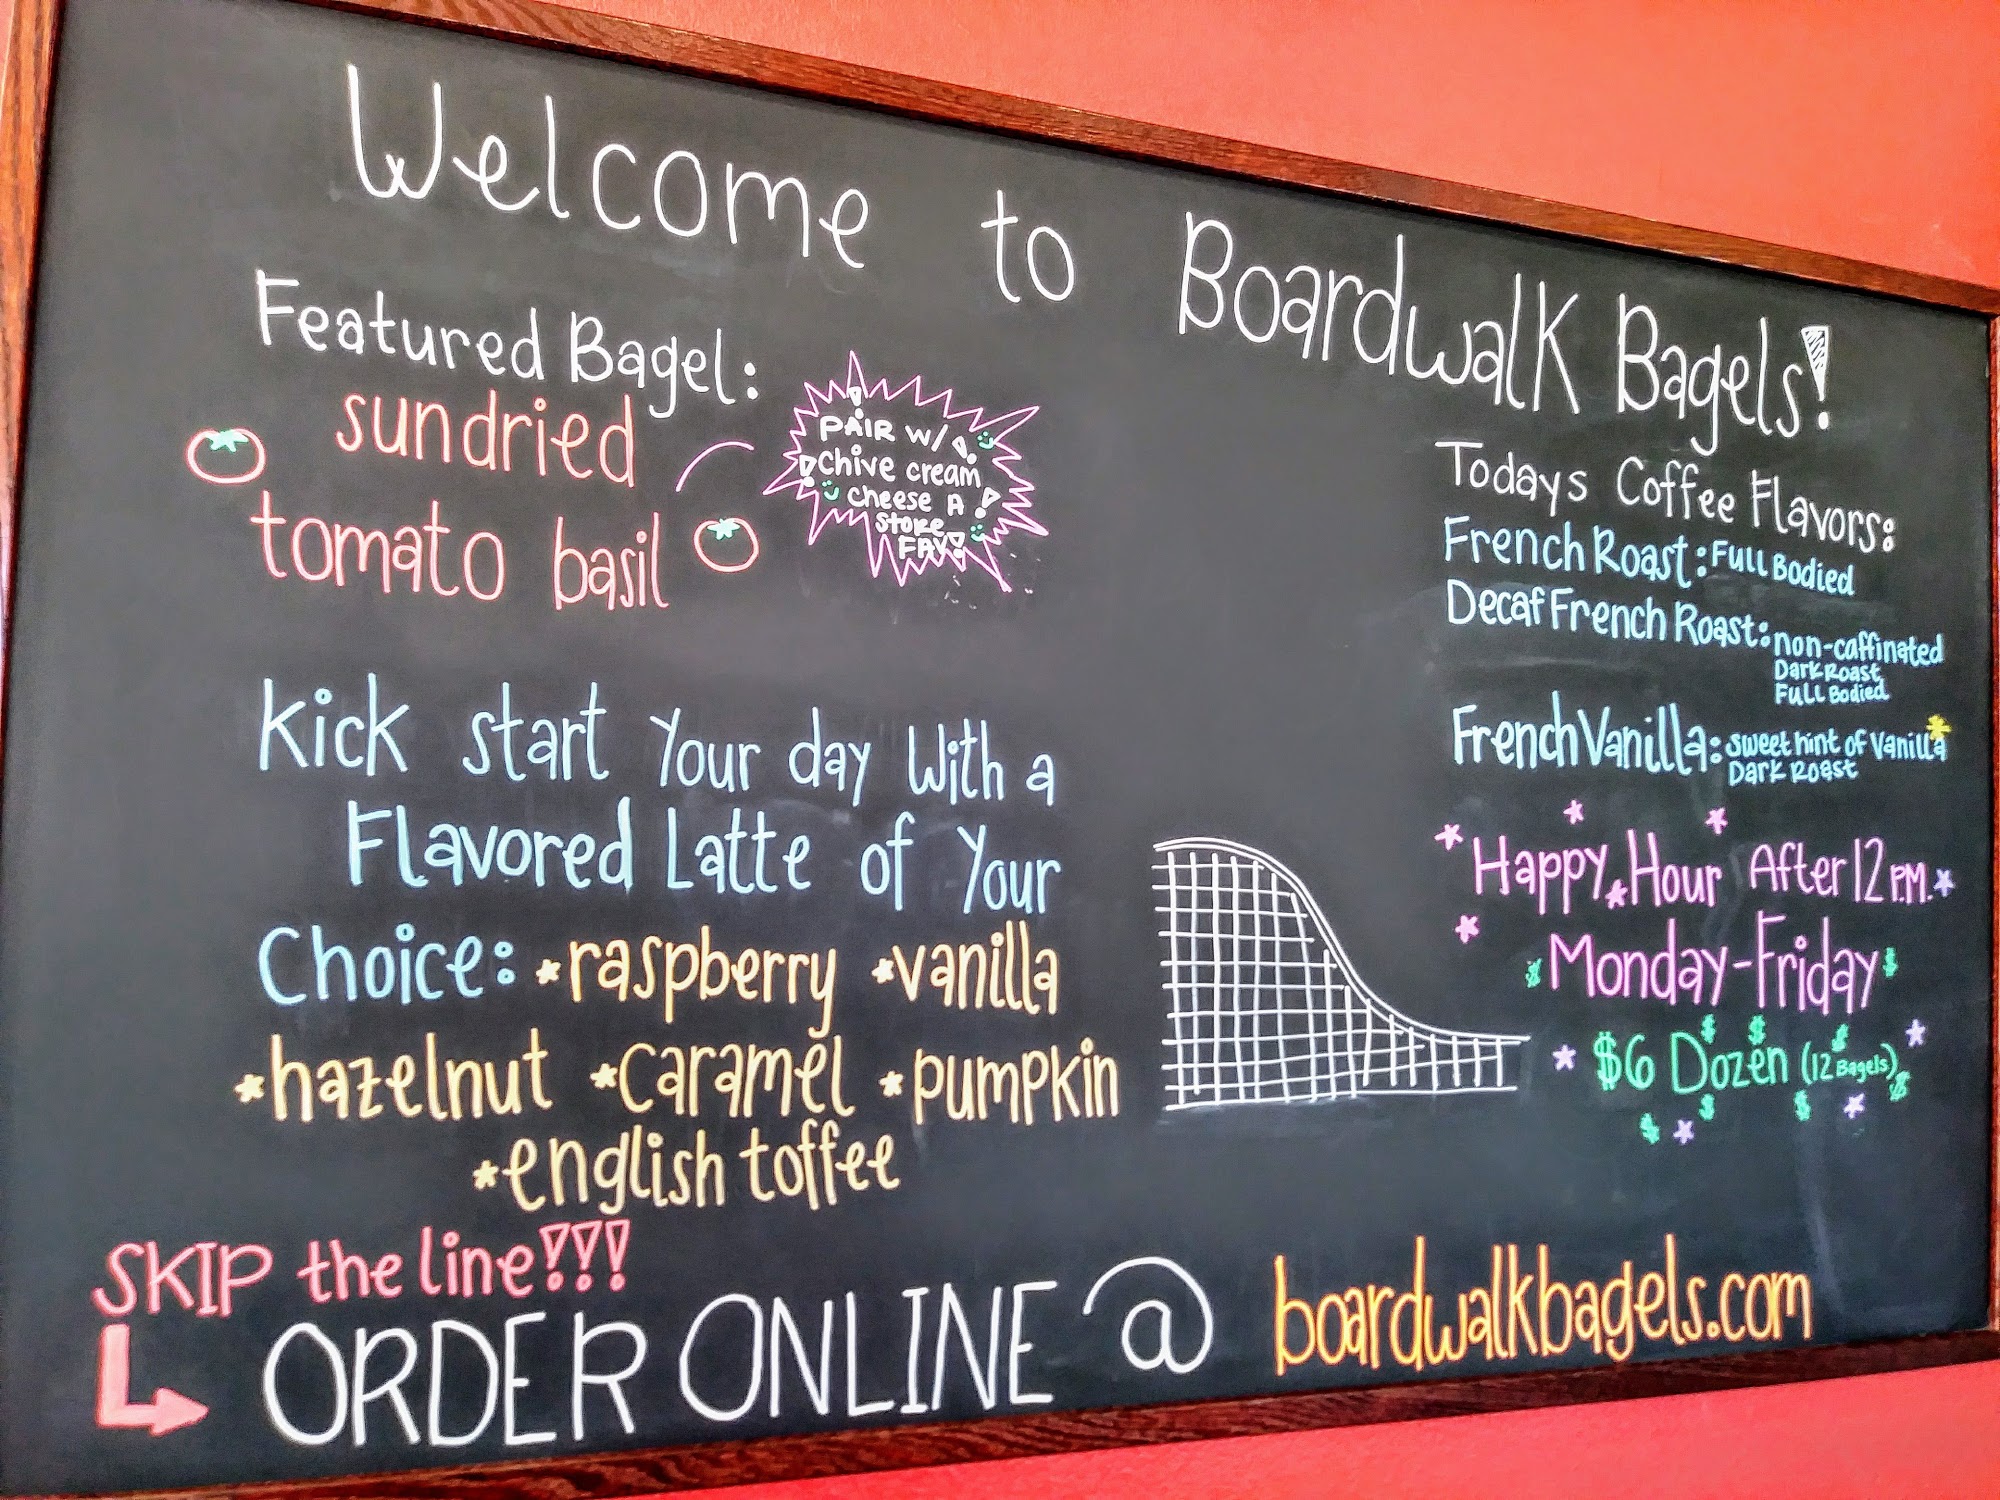 Welcome to Boardwalk Bagels!
Featured Bagel:
sundried
tomato basil
PAIR W/
Chive cream
cheese A
STORE
FAV!
Kick start Your day With a
Flavored Latte of Your
Choice: *raspberry *vanilla
*hazelnut *caramel *pumpkin
*english toffee
Todays Coffee Flavors:
French Roast: Full Bodied
Decaf French Roast: non-caffinated
Dark Roast
Full Bodied
French Vanilla: sweet hint of Vanilla
Dark Roast
Happy Hour After 12 P.M.
$ Monday-Friday $
$6 Dozen (12 Bagels)
SKIP the line!!!
ORDER ONLINE @ boardwalkbagels.com